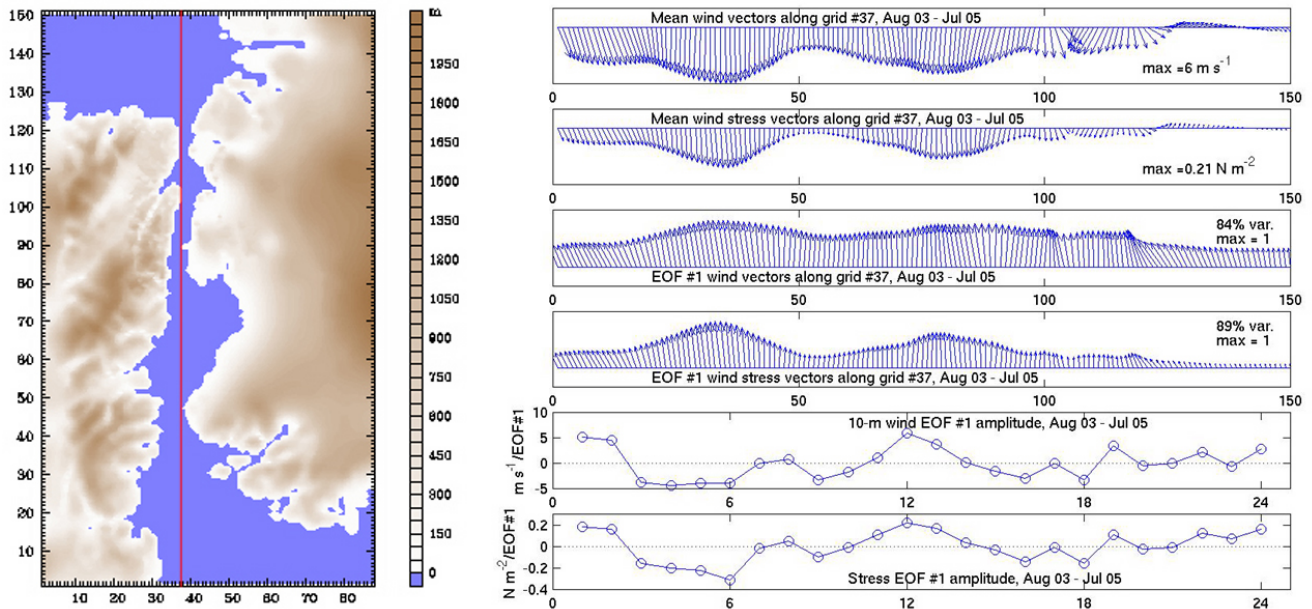 150
140
130
120
110
100
90
80
70
60
50
40
30
20
10
10 20 30 40 50 60 70 80
m
1950
1800
1650
1500
1350
1200
1050
900
750
600
450
300
150
0
Mean wind vectors along grid #37, Aug 03 - Jul 05
max =6 m s-1
0 50 100 150
Mean wind stress vectors along grid #37, Aug 03 - Jul 05
max =0.21 N m-2
0 50 100 150
84% var.
max = 1
EOF #1 wind vectors along grid #37, Aug 03 - Jul 05
0 50 100 150
89% var.
max = 1
EOF #1 wind stress vectors along grid #37, Aug 03 - Jul 05
0 50 100 150
10-m wind EOF #1 amplitude, Aug 03 - Jul 05
m s-1/EOF#1
10
5
0
-5
0 6 12 18 24
N m-2/EOF#1
0.2
0
-0.2
-0.4
Stress EOF #1 amplitude, Aug 03 - Jul 05
0 6 12 18 24